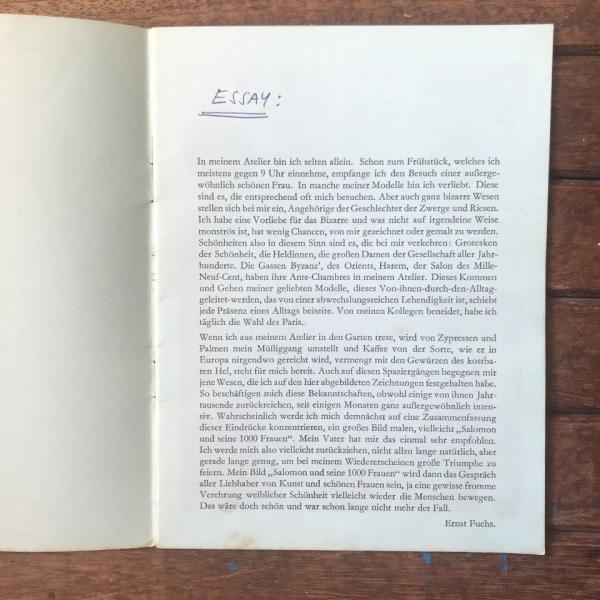 ESSAY:
In meinem Atelier bin ich selten allein. Schon zum Frühstück, welches ich
meistens gegen 9 Uhr einnehme, empfange ich den Besuch einer außerge-
wöhnlich schönen Frau. In manche meiner Modelle bin ich verliebt. Diese
sind es, die entsprechend oft mich besuchen. Aber auch ganz bizarre Wesen
stellen sich bei mir ein, Angehörige der Geschlechter der Zwerge und Riesen.
Ich habe eine Vorliebe für das Bizarre und was nicht auf irgendeine Weise
monströs ist, hat wenig Chancen, von mir gezeichnet oder gemalt zu werden.
Schönheiten also in diesem Sinn sind es, die bei mir verkehren: Grotesken
der Schönheit, die Heldinnen, die großen Damen der Gesellschaft aller Jahr-
hunderte. Die Gassen Byzanz', des Orients, Harem, der Salon des Mille-
Neuf-Cent, haben ihre Ante-Chambres in meinem Atelier. Dieses Kommen
und Gehen meiner geliebten Modelle, dieses Von-ihnen-durch-den-Alltag-
geleitet-werden, das von einer abwechslungsreichen Lebendigkeit ist, schiebt
jede Präsenz eines Alltags beiseite. Von meinen Kollegen beneidet, habe ich
täglich die Wahl des Paris.
Wenn ich aus meinem Atelier in den Garten trete, wird von Zypressen und
Palmen mein Müßiggang umstellt und Kaffee von der Sorte, wie er in
Europa nirgendwo gereicht wird, vermengt mit den Gewürzen des kostba-
ren Hel, steht für mich bereit. Auch auf diesen Spaziergängen begegnen mir
jene Wesen, die ich auf den hier abgebildeten Zeichnungen festgehalten habe.
So beschäftigen mich diese Bekanntschaften, obwohl einige von ihnen Jahr-
tausende zurückreichen, seit einigen Monaten ganz außergewöhnlich inten-
siv. Wahrscheinlich werde ich mich demnächst auf eine Zusammenfassung
dieser Eindrücke konzentrieren, ein großes Bild malen, vielleicht „Salomon
und seine 1000 Frauen“. Mein Vater hat mir das einmal sehr empfohlen.
Ich werde mich also vielleicht zurückziehen, nicht allzu lange natürlich, aber
gerade lange genug, um bei meinem Wiedererscheinen große Triumphe zu
feiern. Mein Bild „Salomon und seine 1000 Frauen“ wird dann das Gespräch
aller Liebhaber von Kunst und schönen Frauen sein, ja eine gewisse fromme
Verehrung weiblicher Schönheit vielleicht wieder die Menschen bewegen.
Das wäre doch schön und war schon lange nicht mehr der Fall.
Ernst Fuchs.